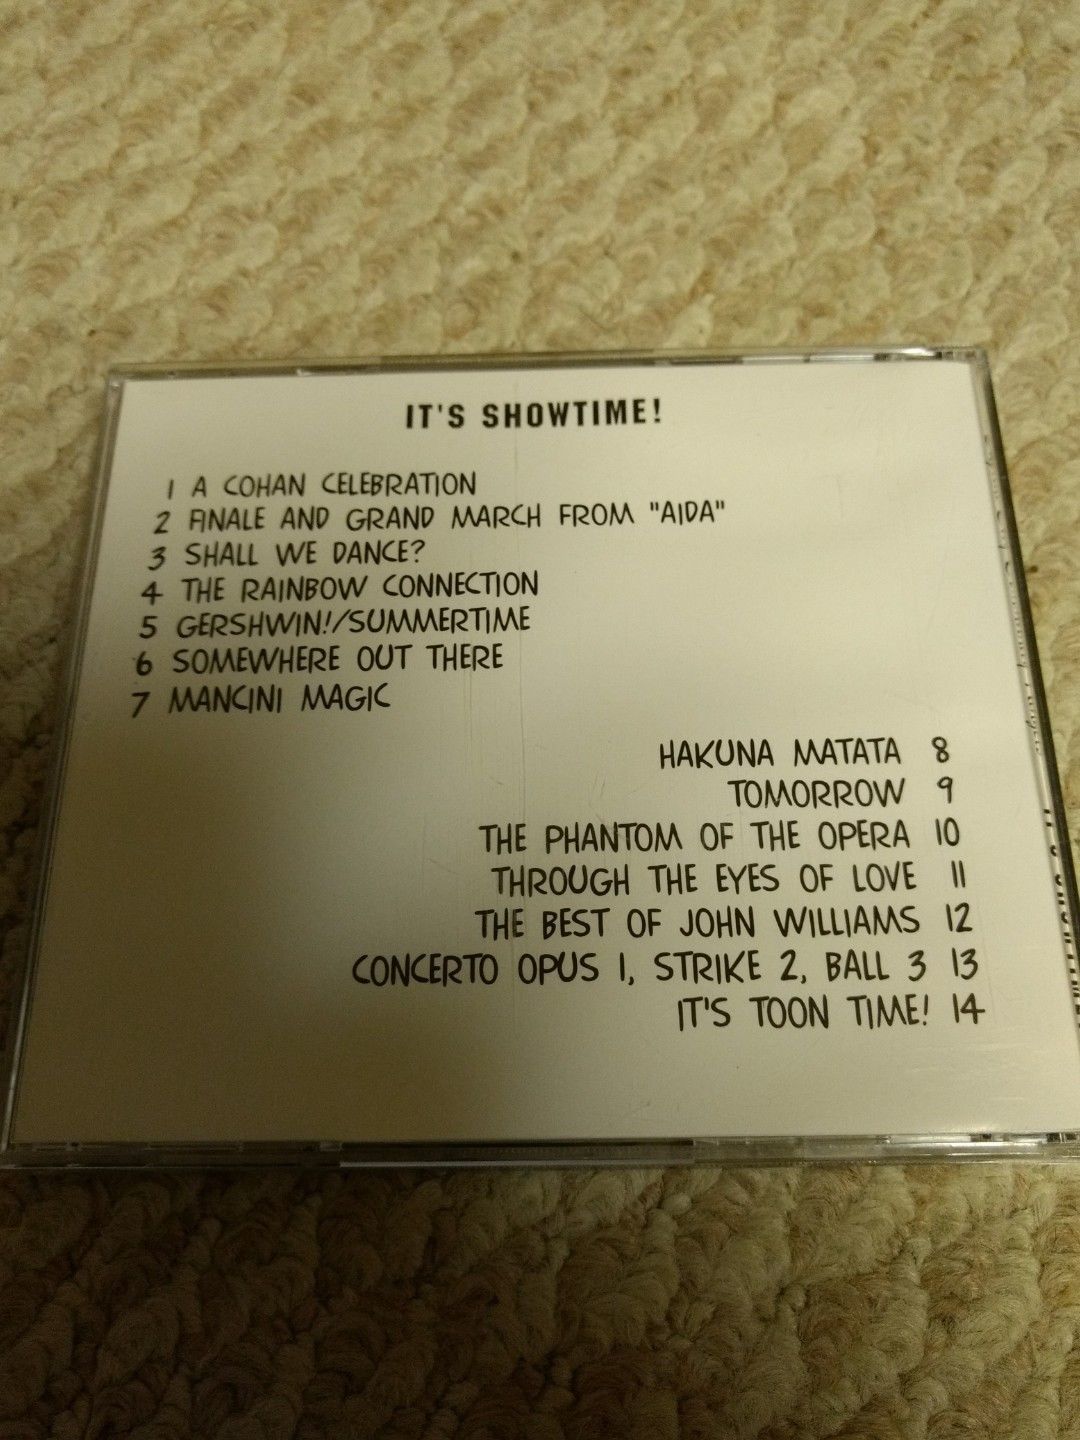 IT'S SHOWTIME!
1 A COHAN CELEBRATION
2 FINALE AND GRAND MARCH FROM "AIDA"
3 SHALL WE DANCE?
4 THE RAINBOW CONNECTION
5 GERSHWIN!/SUMMERTIME
6 SOMEWHERE OUT THERE
7 MANCINI MAGIC
HAKUNA MATATA 8
TOMORROW 9
THE PHANTOM OF THE OPERA 10
THROUGH THE EYES OF LOVE 11
THE BEST OF JOHN WILLIAMS 12
CONCERTO OPUS 1, STRIKE 2, BALL 3 13
IT'S TOON TIME! 14